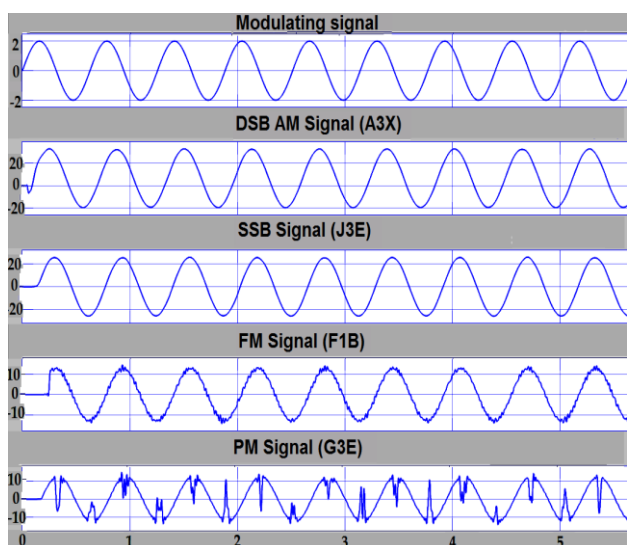 Modulating signal
2
0
-2
DSB AM Signal (A3X)
20
0
-20
SSB Signal (J3E)
20
0
-20
FM Signal (F1B)
10
0
-10
PM Signal (G3E)
10
0
-10
0 1 2 3 4 5